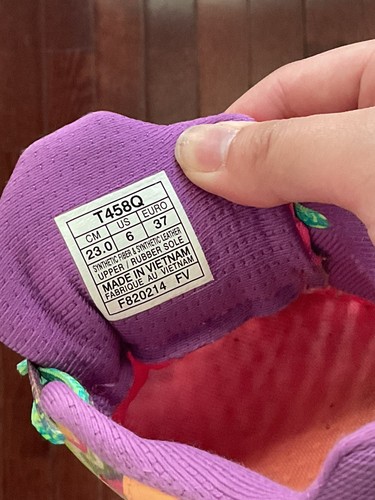 T458Q
CM US EURO
23.0 6 37
SYNTHETIC FIBER & SYNTHETIC LEATHER
UPPER / RUBBER SOLE
MADE IN VIETNAM
FABRIQUE AU VIETNAM
F820214 FV